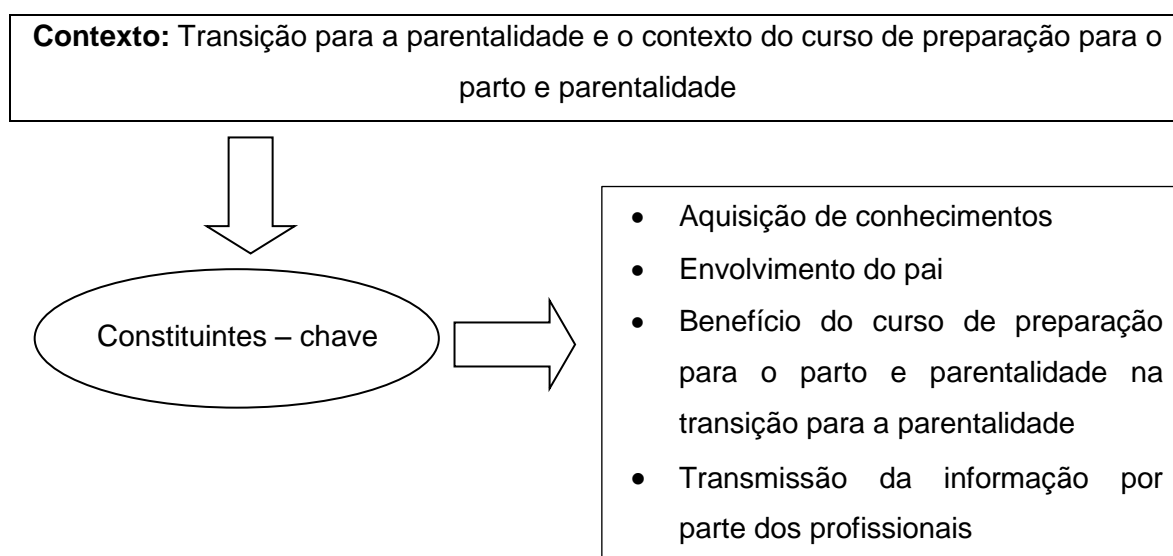 Contexto: Transição para a parentalidade e o contexto do curso de preparação para o
parto e parentalidade
Constituintes – chave
• Aquisição de conhecimentos
• Envolvimento do pai
• Benefício do curso de preparação
para o parto e parentalidade na
transição para a parentalidade
• Transmissão da informação por
parte dos profissionais